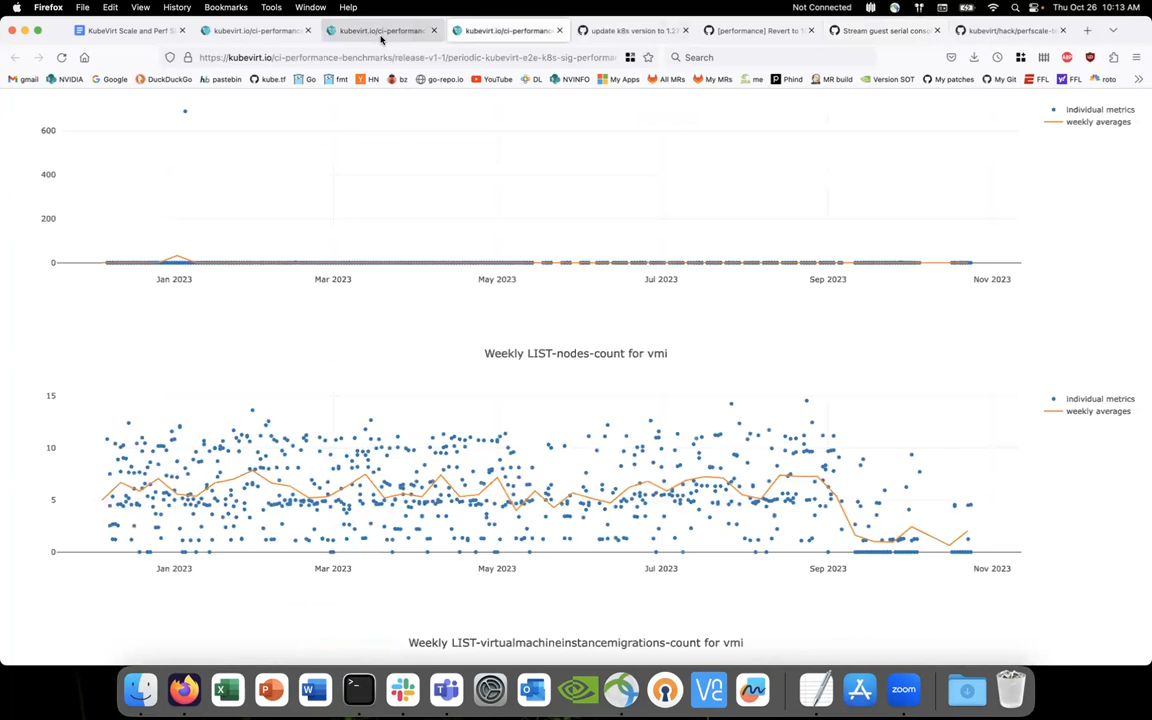 Firefox File Edit View History Bookmarks Tools Window Help Not Connected Thu Oct 26 10:13 AM
KubeVirt Scale and Perf S kubevirt.io/ci-performance kubevirt.io/ci-performanc kubevirt.io/ci-performanc update k8s version to 1.2 [performance] Revert to Stream guest serial conso kubevirt/hack/perfscale-t
https://kubevirt.io/ci-performance-benchmarks/release-v1-1/periodic-kubevirt-e2e-k8s-sig-performa Search
gmail NVIDIA Google DuckDuckGo pastebin kube.tf Go fmt HN bz go-repo.io YouTube DL NVINFO My Apps All MRs My MRs me Phind MR build Version SOT My patches My Git FFL FFL roto
individual metrics
weekly averages
600
400
200
0
Jan 2023 Mar 2023 May 2023 Jul 2023 Sep 2023 Nov 2023
Weekly LIST-nodes-count for vmi
individual metrics
weekly averages
15
10
5
0
Jan 2023 Mar 2023 May 2023 Jul 2023 Sep 2023 Nov 2023
Weekly LIST-virtualmachineinstancemigrations-count for vmi
zoom